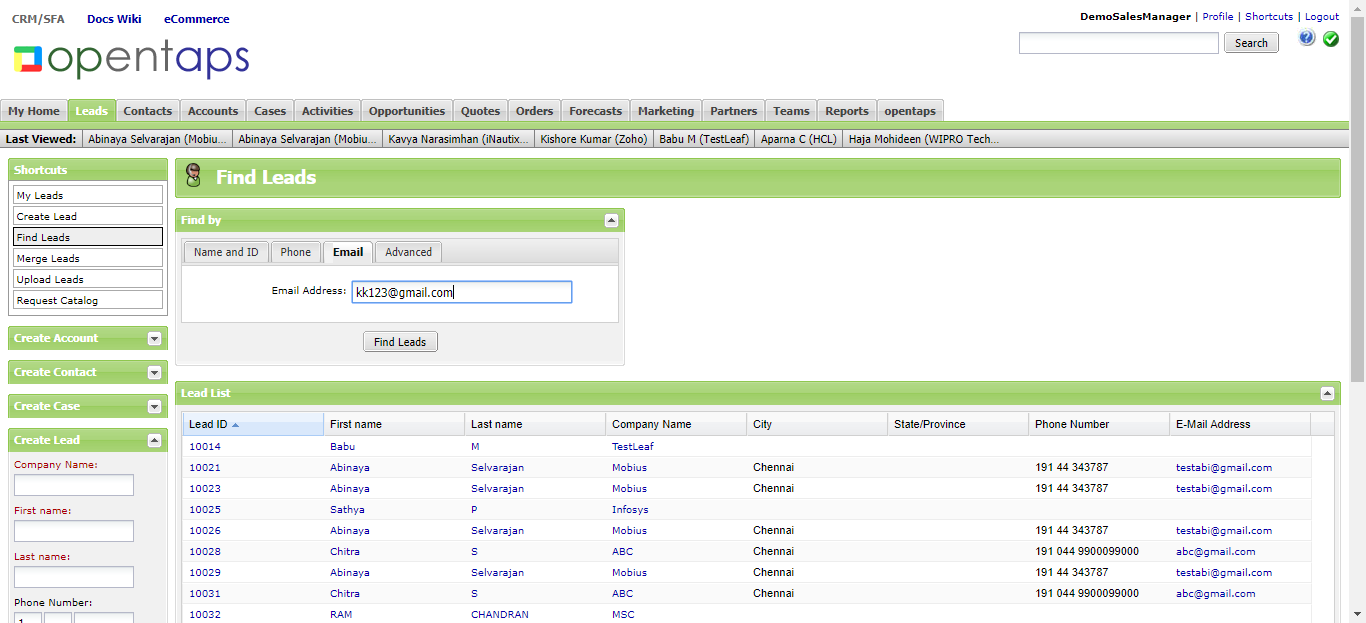 CRM/SFA Docs Wiki eCommerce
DemoSalesManager | Profile | Shortcuts | Logout
opentaps
Search
My Home Leads Contacts Accounts Cases Activities Opportunities Quotes Orders Forecasts Marketing Partners Teams Reports opentaps
Last Viewed: Abinaya Selvarajan (Mobiu... Abinaya Selvarajan (Mobiu... Kavya Narasimhan (iNautix... Kishore Kumar (Zoho) Babu M (TestLeaf) Aparna C (HCL) Haja Mohideen (WIPRO Tech...
Shortcuts
My Leads
Create Lead
Find Leads
Merge Leads
Upload Leads
Request Catalog
Create Account
Create Contact
Create Case
Create Lead
Company Name:
First name:
Last name:
Phone Number:
1
Find Leads
Find by
Name and ID Phone Email Advanced
Email Address: kk123@gmail.com
Find Leads
Lead List
Lead ID First name Last name Company Name City State/Province Phone Number E-Mail Address
10014 Babu M TestLeaf
10021 Abinaya Selvarajan Mobius Chennai 191 44 343787 testabi@gmail.com
10023 Abinaya Selvarajan Mobius Chennai 191 44 343787 testabi@gmail.com
10025 Sathya P Infosys
10026 Abinaya Selvarajan Mobius Chennai 191 44 343787 testabi@gmail.com
10028 Chitra S ABC Chennai 191 044 9900099000 abc@gmail.com
10029 Abinaya Selvarajan Mobius Chennai 191 44 343787 testabi@gmail.com
10031 Chitra S ABC Chennai 191 044 9900099000 abc@gmail.com
10032 RAM CHANDRAN MSC